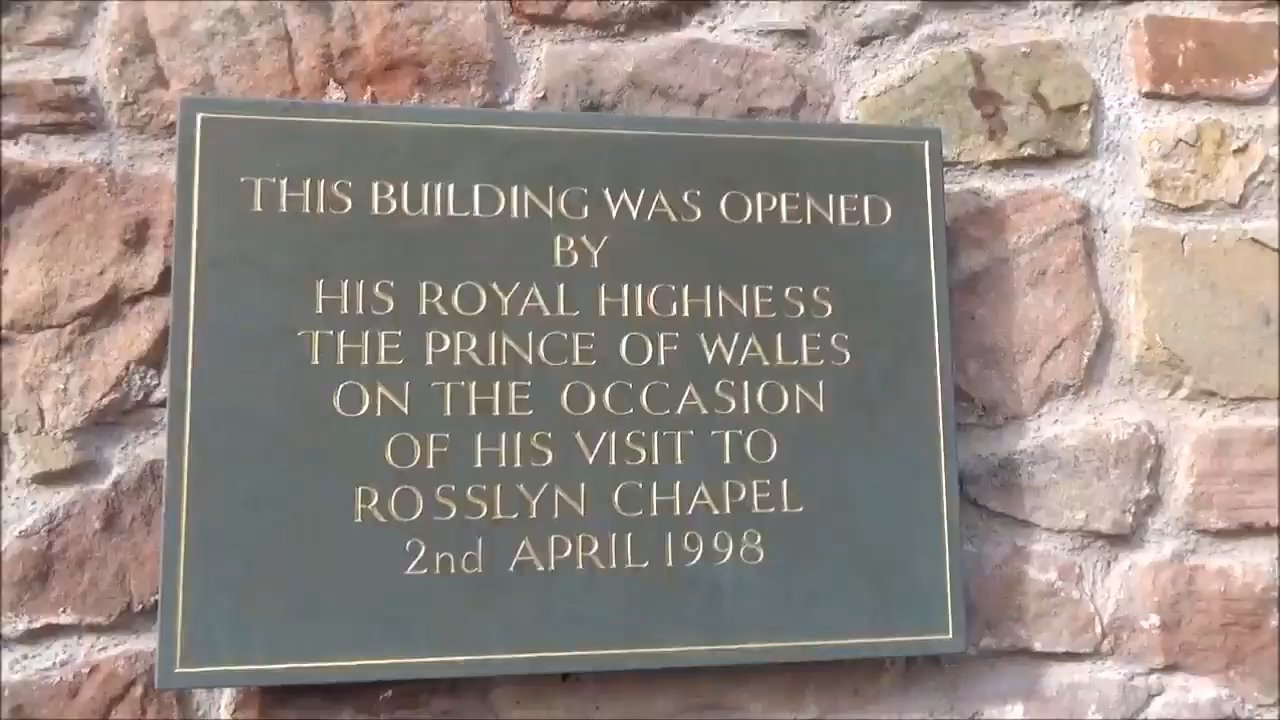 THIS BUILDING WAS OPENED
BY
HIS ROYAL HIGHNESS
THE PRINCE OF WALES
ON THE OCCASION
OF HIS VISIT TO
ROSSLYN CHAPEL
2nd APRIL 1998